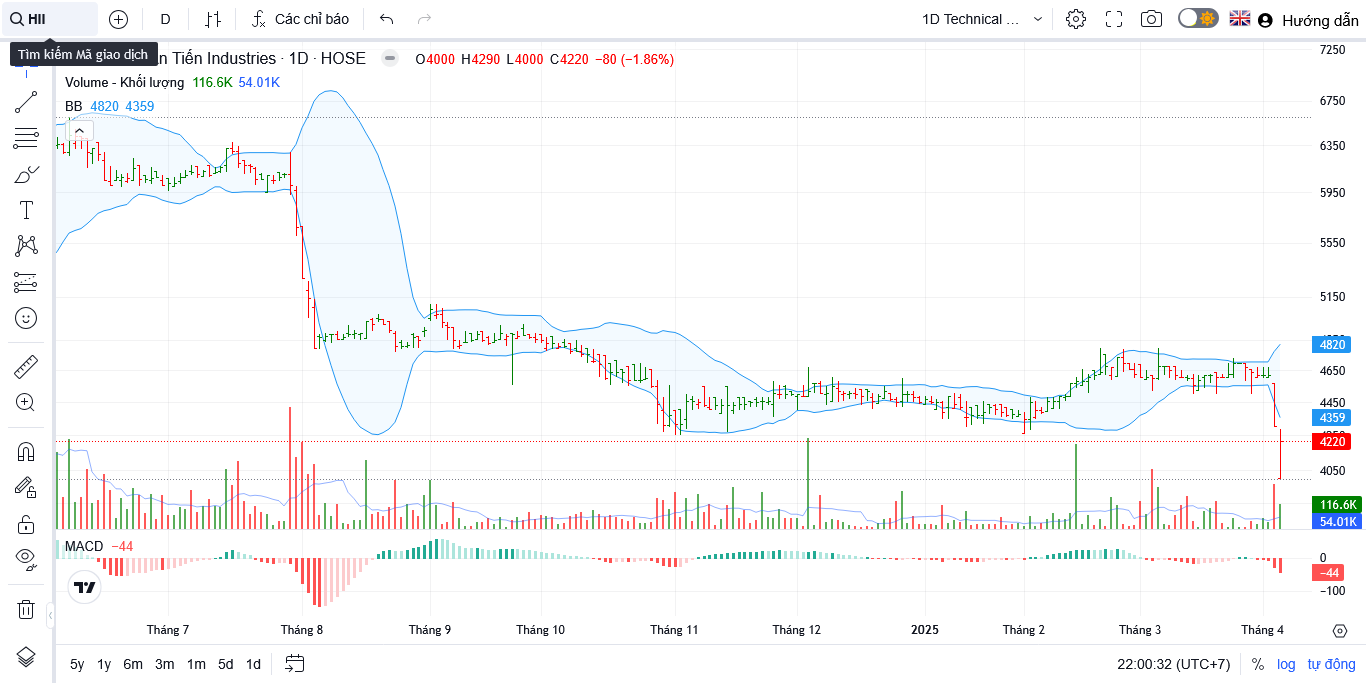 HII
D
Các chỉ báo
1D Technical ...
Hướng dẫn
Tìm kiếm Mã giao dịch
ến Industries · 1D · HOSE
O4000 H4290 L4000 C4220 −80 (−1.86%)
Volume - Khối lượng 116.6K 54.01K
BB 4820 4359
7250
6750
6350
5950
5550
5150
4820
4650
4450
4359
4220
4050
116.6K
54.01K
MACD −44
0
−44
−100
Tháng 7
Tháng 8
Tháng 9
Tháng 10
Tháng 11
Tháng 12
2025
Tháng 2
Tháng 3
Tháng 4
5y 1y 6m 3m 1m 5d 1d
22:00:32 (UTC+7)
%
log
tự động